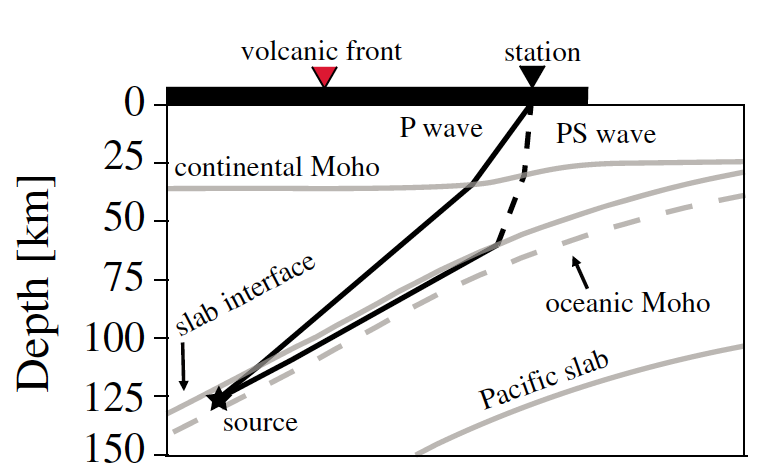 volcanic front
station
0
P wave
PS wave
25
continental Moho
50
75
slab interface
oceanic Moho
100
Pacific slab
125
source
150
Depth [km]